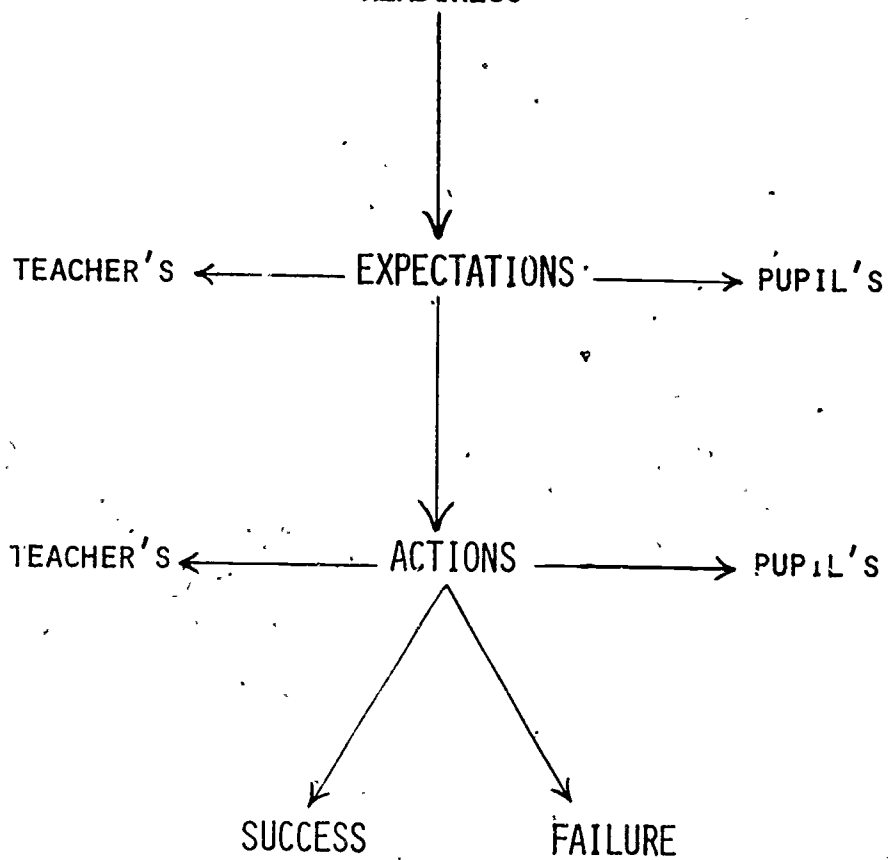 TEACHER'S EXPECTATIONS PUPIL'S
TEACHER'S ACTIONS PUPIL'S
SUCCESS FAILURE